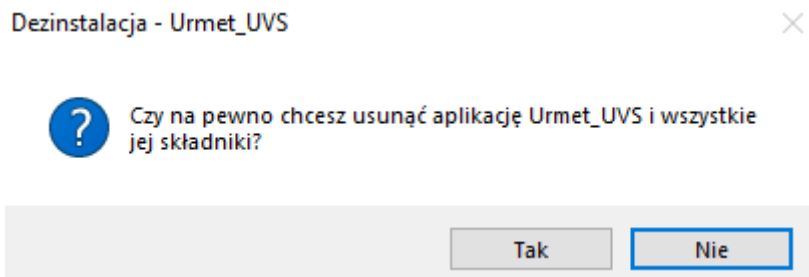 Dezinstalacja - Urmet_UVS
Czy na pewno chcesz usunąć aplikację Urmet_UVS i wszystkie
jej składniki?
Tak
Nie